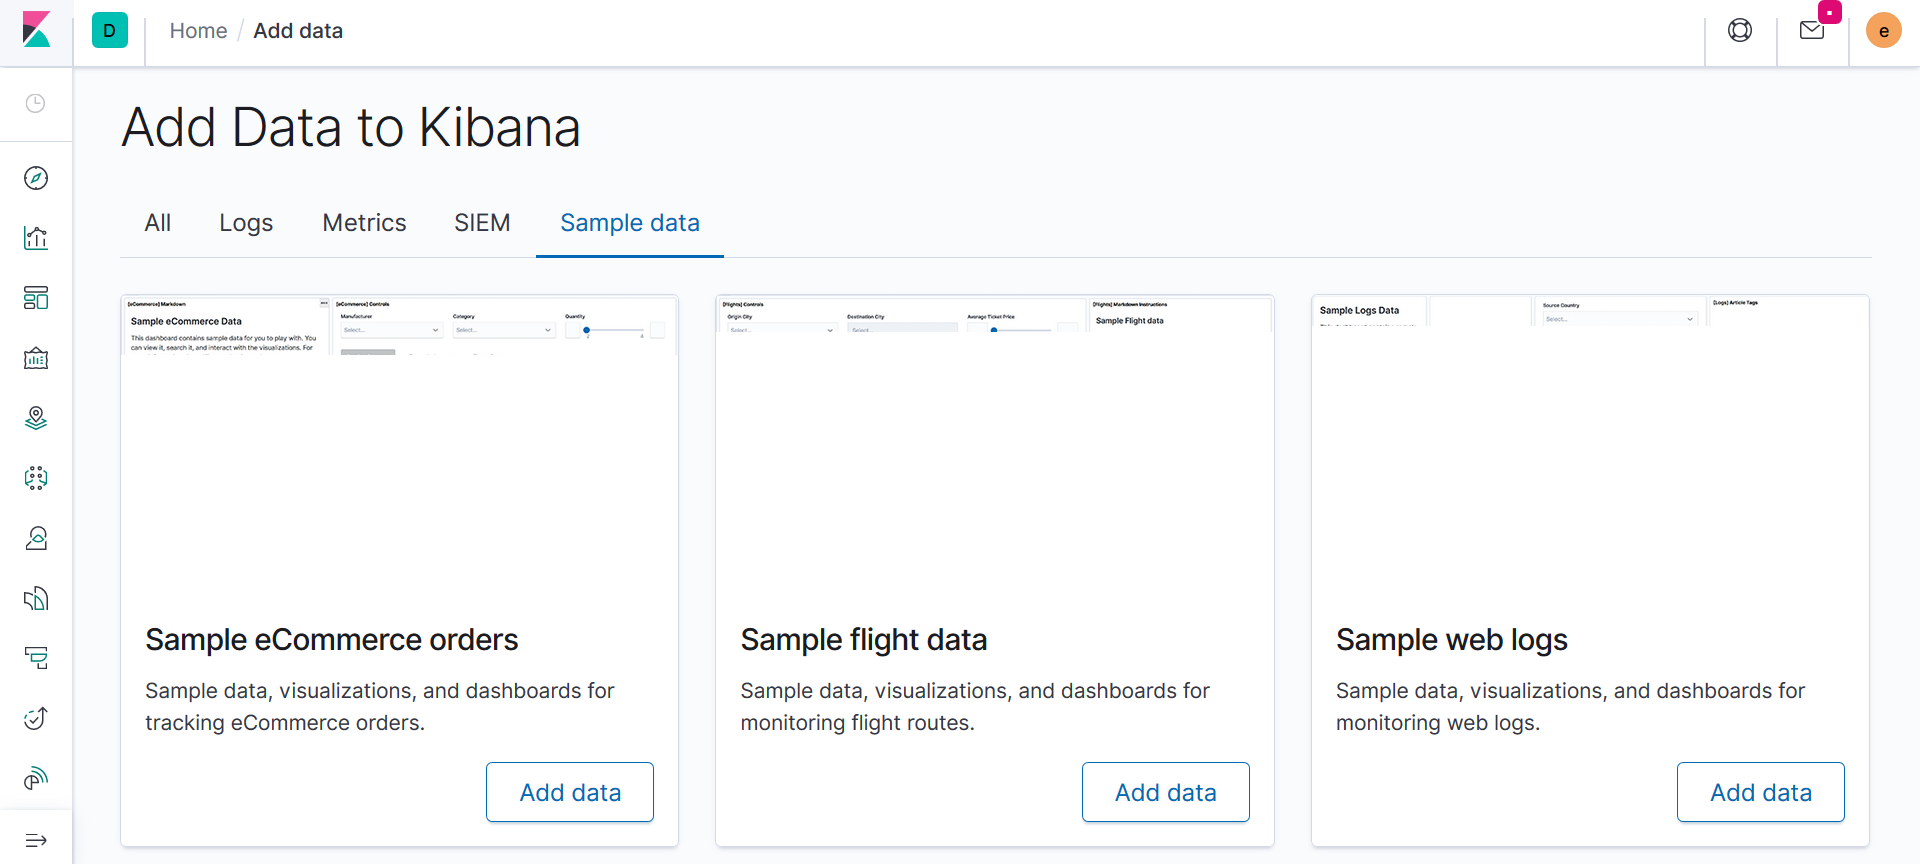 D
Home / Add data
e
Add Data to Kibana
All Logs Metrics SIEM Sample data
[eCommerce] Markdown
[eCommerce] Controls
Sample eCommerce Data
This dashboard contains sample data for you to play with. You
can view it, search it, and interact with the visualizations. For
Manufacturer Category Quantity
Select... Select...
[Flights] Controls
[Flights] Markdown Instructions
Origin City Destination City Average Ticket Price
Select... Select...
Sample Flight data
Sample Logs Data
Source Country
Select...
[Logs] Article Tags
Sample eCommerce orders
Sample data, visualizations, and dashboards for
tracking eCommerce orders.
Add data
Sample flight data
Sample data, visualizations, and dashboards for
monitoring flight routes.
Add data
Sample web logs
Sample data, visualizations, and dashboards for
monitoring web logs.
Add data